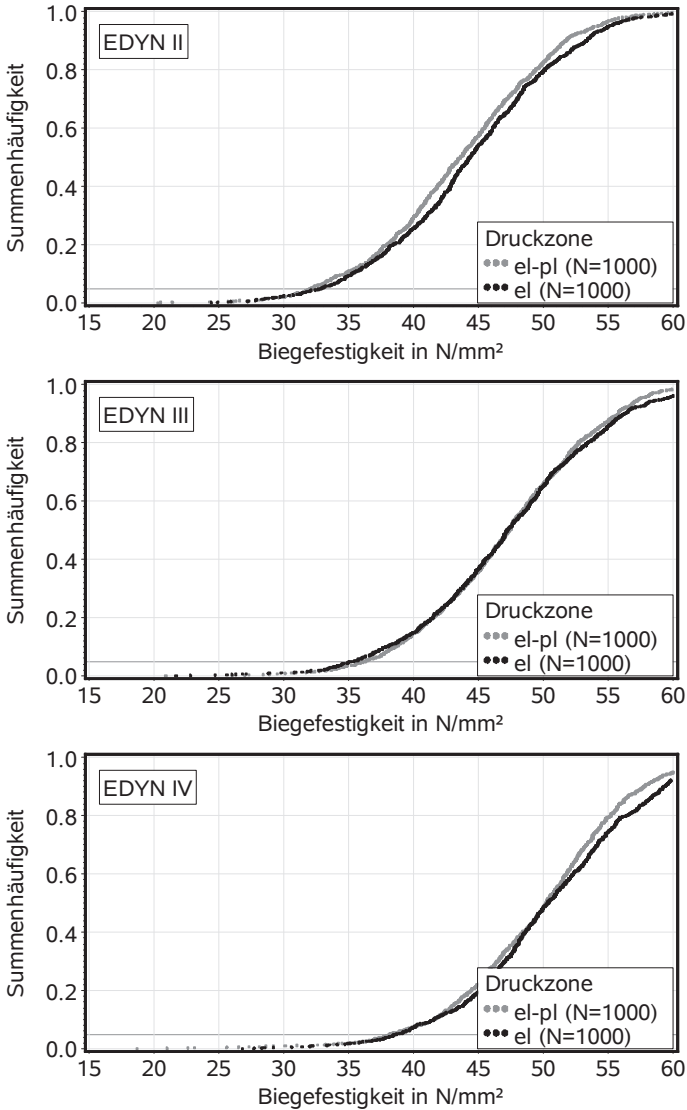 EDYN II
Summenhäufigkeit
1.0
0.8
0.6
0.4
0.2
0.0
Druckzone
el-pl (N=1000)
el (N=1000)
15 20 25 30 35 40 45 50 55 60
Biegefestigkeit in N/mm²
EDYN III
Summenhäufigkeit
1.0
0.8
0.6
0.4
0.2
0.0
Druckzone
el-pl (N=1000)
el (N=1000)
15 20 25 30 35 40 45 50 55 60
Biegefestigkeit in N/mm²
EDYN IV
Summenhäufigkeit
1.0
0.8
0.6
0.4
0.2
0.0
Druckzone
el-pl (N=1000)
el (N=1000)
15 20 25 30 35 40 45 50 55 60
Biegefestigkeit in N/mm²